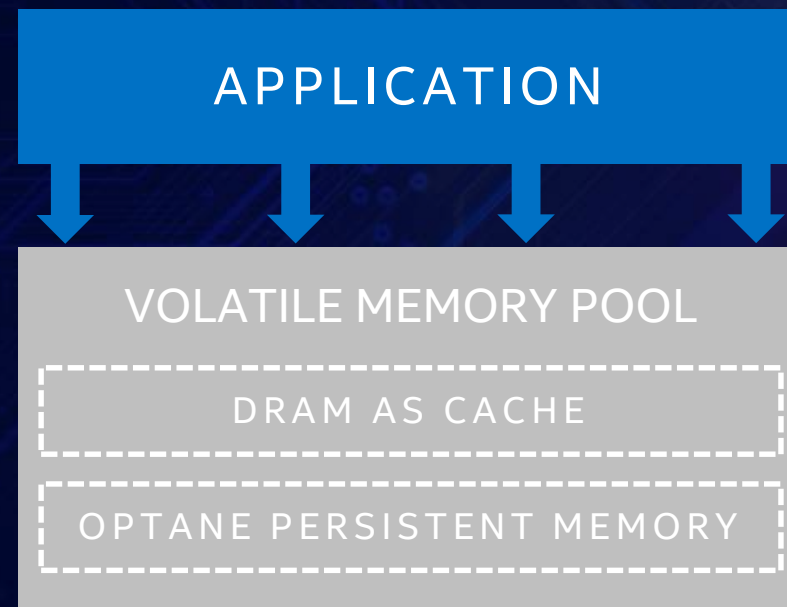 APPLICATION
VOLATILE MEMORY POOL
DRAM AS CACHE
OPTANE PERSISTENT MEMORY